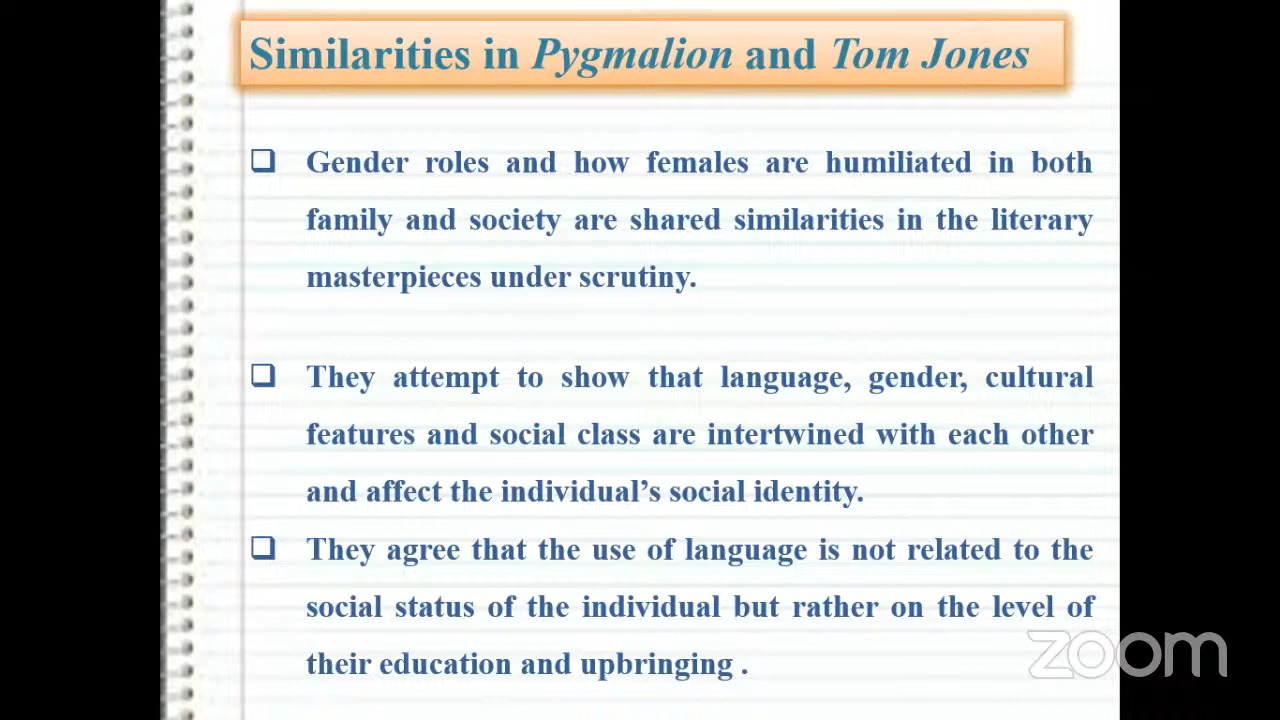 Similarities in Pygmalion and Tom Jones
Gender roles and how females are humiliated in both
family and society are shared similarities in the literary
masterpieces under scrutiny.
They attempt to show that language, gender, cultural
features and social class are intertwined with each other
and affect the individual’s social identity.
They agree that the use of language is not related to the
social status of the individual but rather on the level of
their education and upbringing .
zoom